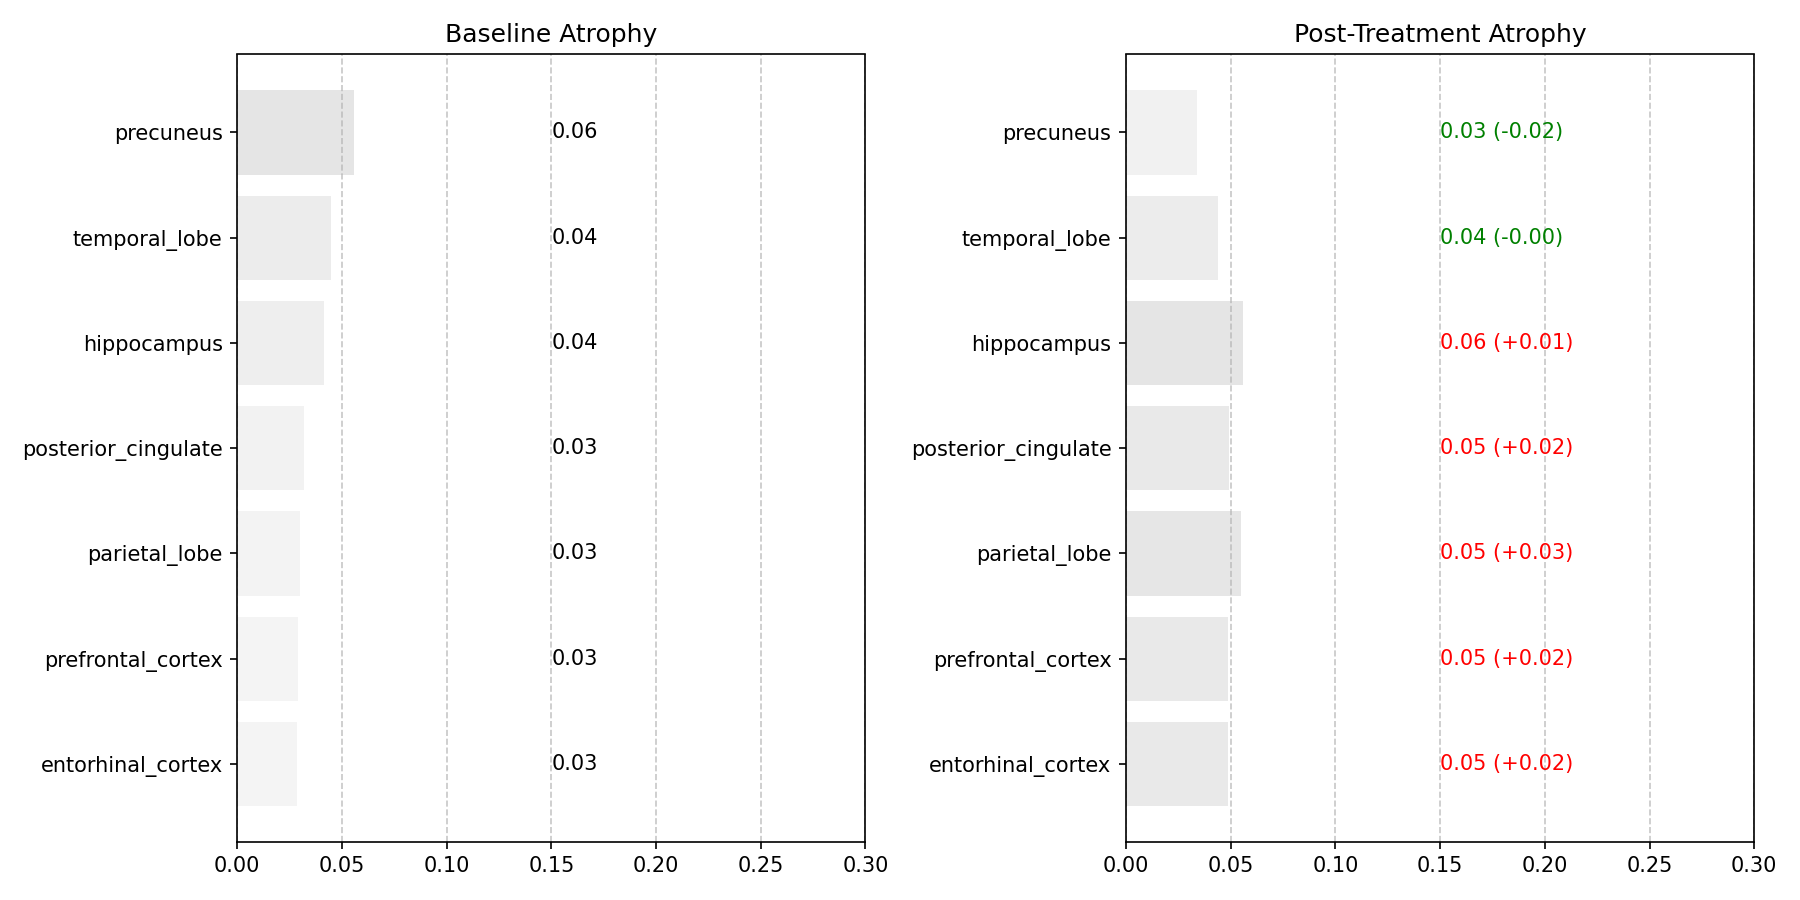 Baseline Atrophy
precuneus 0.06
temporal_lobe 0.04
hippocampus 0.04
posterior_cingulate 0.03
parietal_lobe 0.03
prefrontal_cortex 0.03
entorhinal_cortex 0.03
0.00 0.05 0.10 0.15 0.20 0.25 0.30
Post-Treatment Atrophy
precuneus 0.03 (-0.02)
temporal_lobe 0.04 (-0.00)
hippocampus 0.06 (+0.01)
posterior_cingulate 0.05 (+0.02)
parietal_lobe 0.05 (+0.03)
prefrontal_cortex 0.05 (+0.02)
entorhinal_cortex 0.05 (+0.02)
0.00 0.05 0.10 0.15 0.20 0.25 0.30